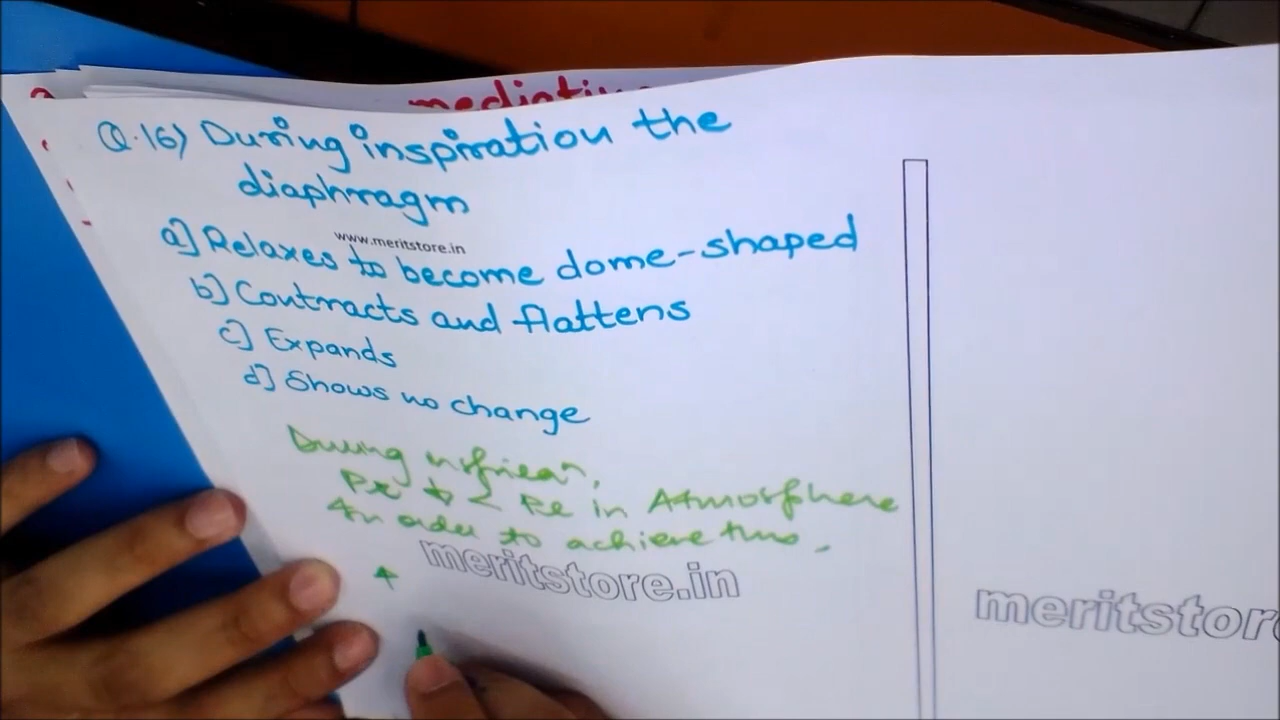 mediative
Q.16) During inspiration the
diaphragm
www.meritstore.in
a] Relaxes to become dome-shaped
b] Contracts and flattens
c] Expands
d] Shows no change
During
in Atmosphere
In order to achieve this,
meritstore.in
meritstore